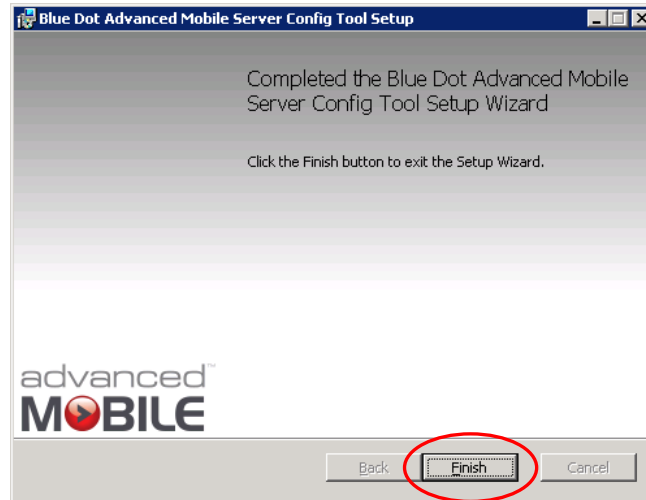 Blue Dot Advanced Mobile Server Config Tool Setup
Completed the Blue Dot Advanced Mobile
Server Config Tool Setup Wizard
Click the Finish button to exit the Setup Wizard.
advanced™
MOBILE
Back
Finish
Cancel